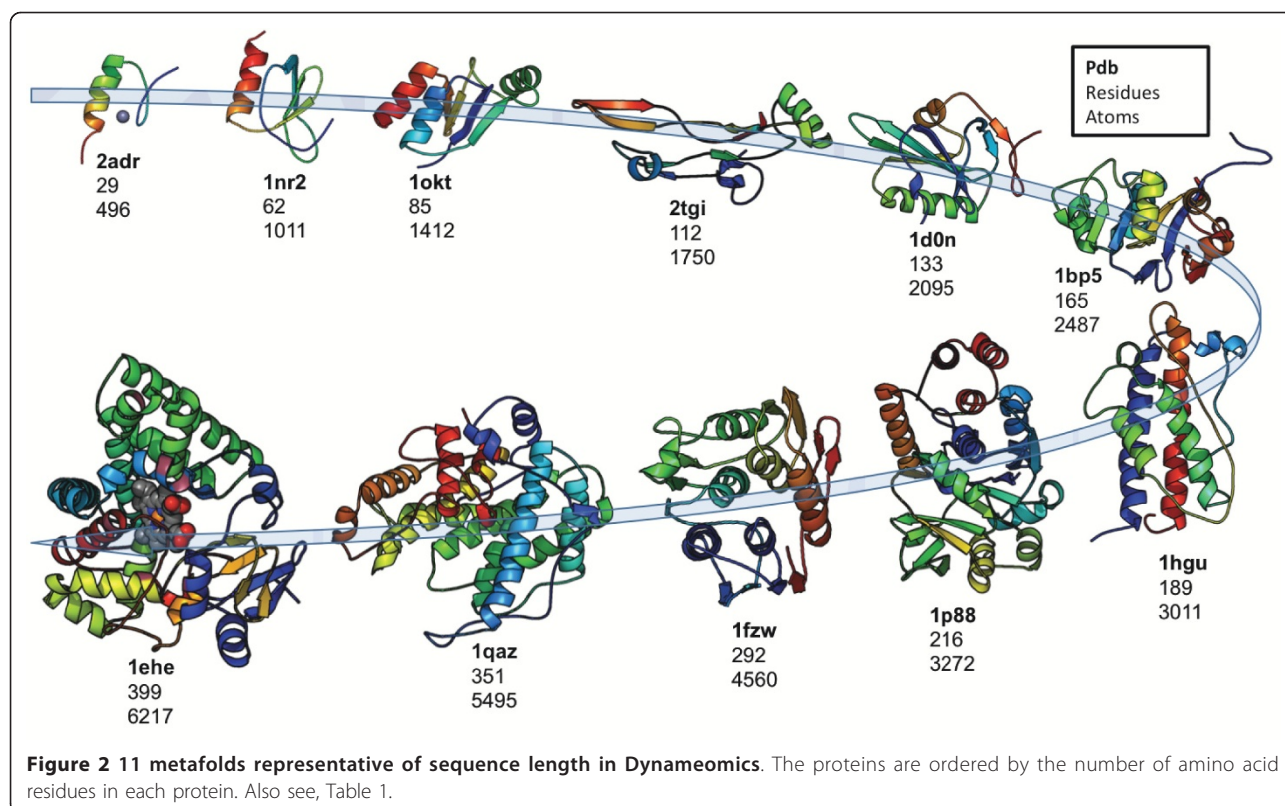 Pdb
Residues
Atoms
2adr
29
496
1nr2
62
1011
1okt
85
1412
2tgi
112
1750
1d0n
133
2095
1bp5
165
2487
1hgu
189
3011
1p88
216
3272
1fzw
292
4560
1qaz
351
5495
1ehe
399
6217
Figure 2 11 metafolds representative of sequence length in Dynameomics. The proteins are ordered by the number of amino acid
residues in each protein. Also see, Table 1.